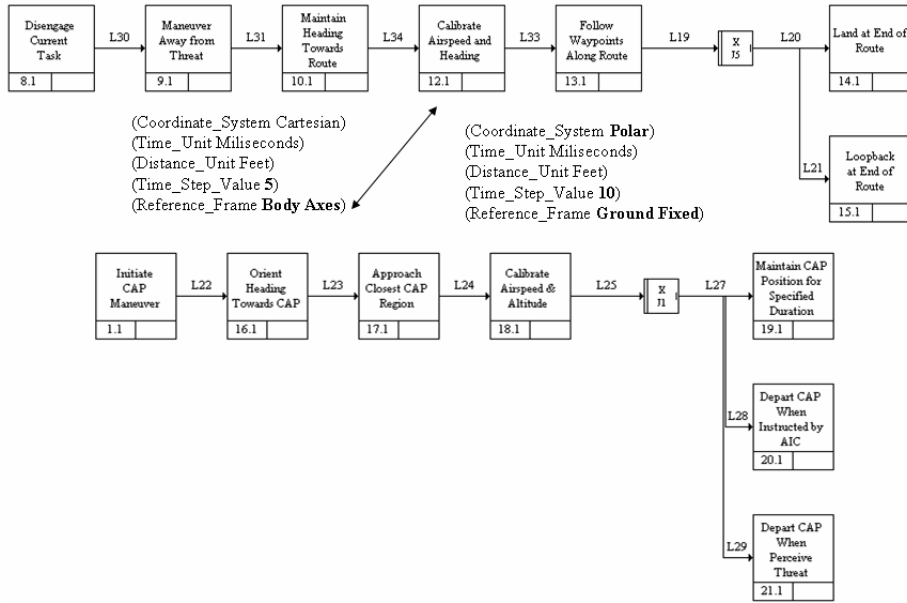 Disengage
Current
Task
8.1
L30
Maneuver
Away from
Threat
9.1
L31
Maintain
Heading
Towards
Route
10.1
L34
Calibrate
Airspeed and
Heading
12.1
L33
Follow
Waypoints
Along Route
13.1
L19
X
J5
L20
Land at End of
Route
14.1
L21
Loopback
at End of
Route
15.1
(Coordinate_System Cartesian)
(Time_Unit Miliseconds)
(Distance_Unit Feet)
(Time_Step_Value 5)
(Reference_Frame Body Axes)
(Coordinate_System Polar)
(Time_Unit Miliseconds)
(Distance_Unit Feet)
(Time_Step_Value 10)
(Reference_Frame Ground Fixed)
Initiate
CAP
Maneuver
1.1
L22
Orient Heading
Towards CAP
16.1
L23
Approach
Closest CAP
Region
17.1
L24
Calibrate
Airspeed &
Altitude
18.1
L25
X
J1
L27
Maintain CAP
Position for
Specified
Duration
19.1
L28
Depart CAP
When
Instructed by
AIC
20.1
L29
Depart CAP
When
Perceive
Threat
21.1